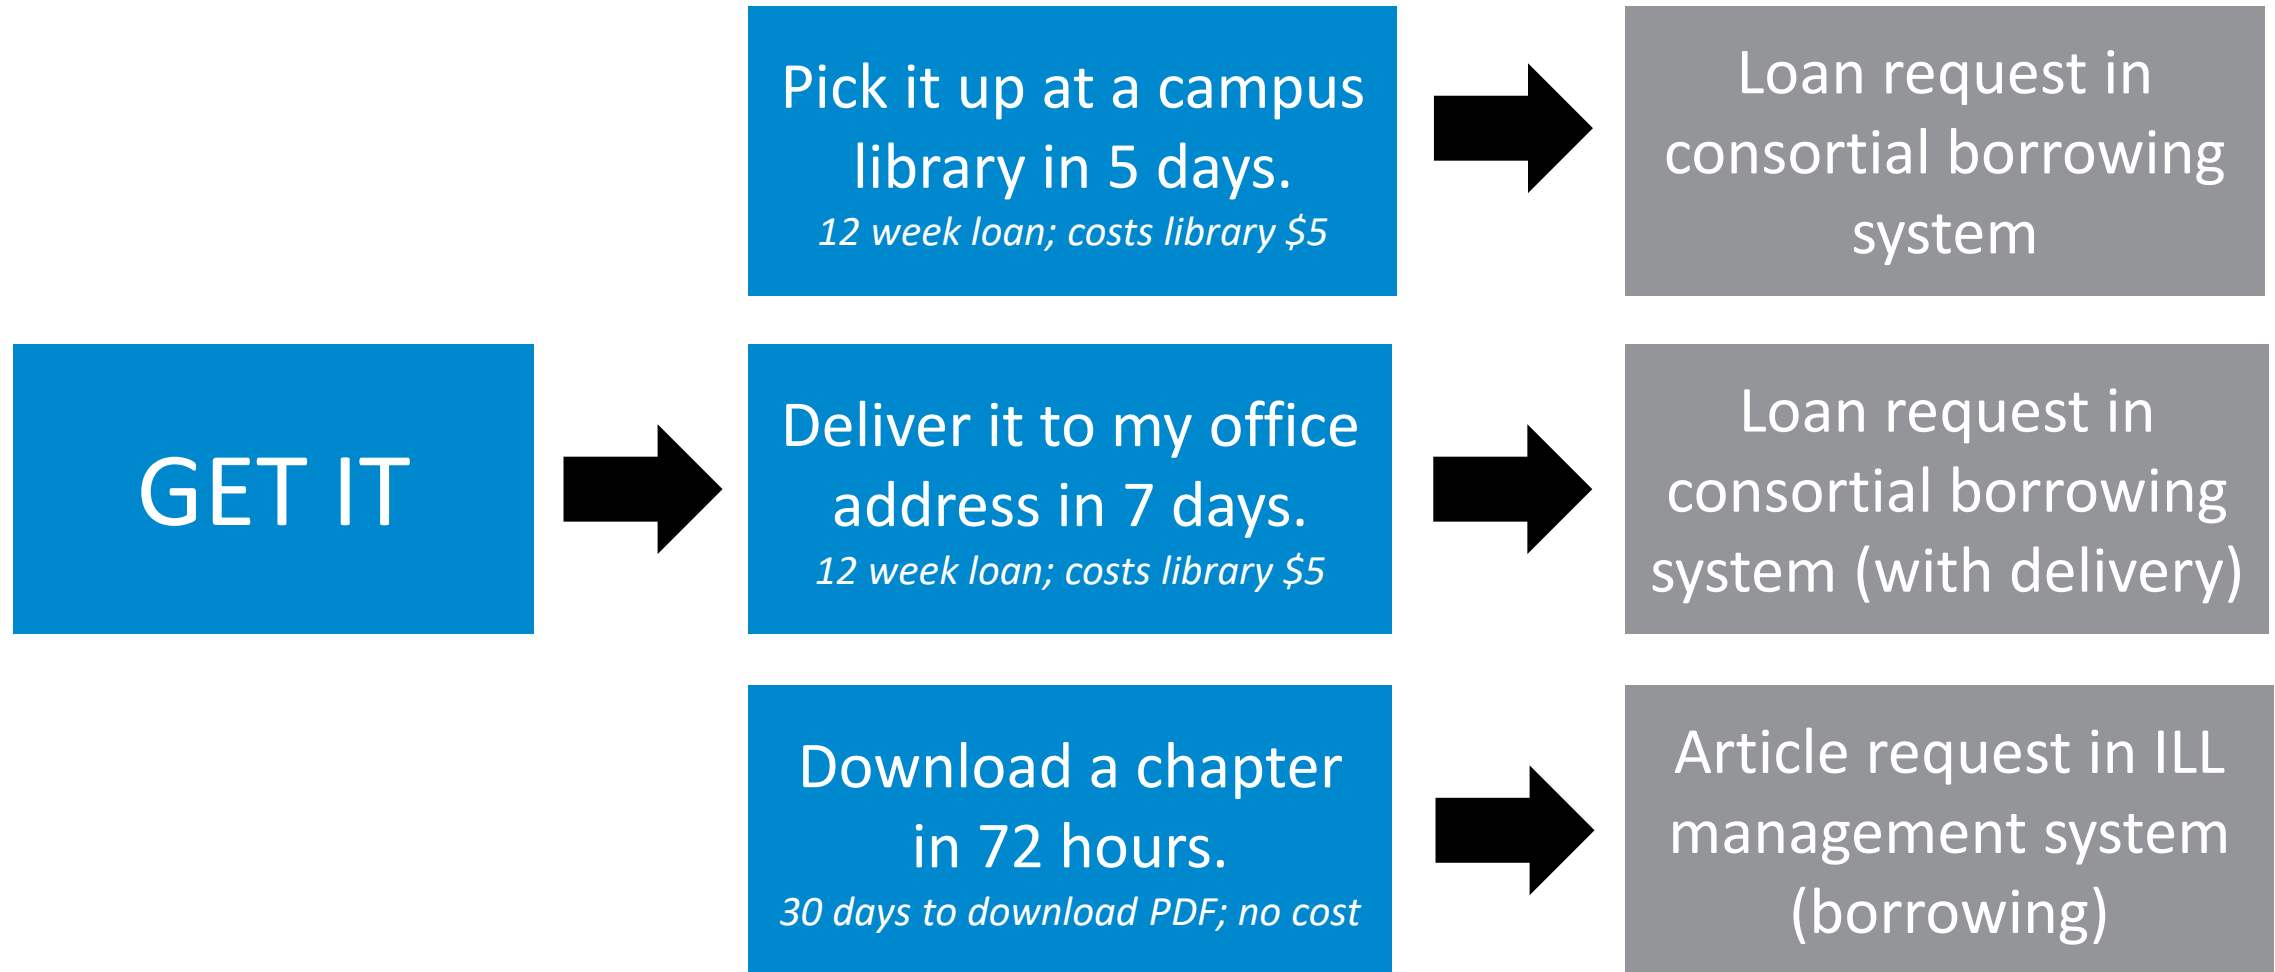 GET IT
Pick it up at a campus
library in 5 days.
12 week loan; costs library $5
Loan request in
consortial borrowing
system
Deliver it to my office
address in 7 days.
12 week loan; costs library $5
Loan request in
consortial borrowing
system (with delivery)
Download a chapter
in 72 hours.
30 days to download PDF; no cost
Article request in ILL
management system
(borrowing)